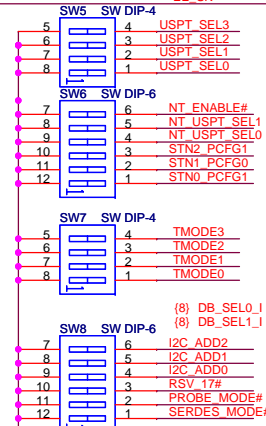 SW5 SW DIP-4
5 4 USPT_SEL3
6 3 USPT_SEL2
7 2 USPT_SEL1
8 1 USPT_SEL0
SW6 SW DIP-6
7 6 NT_ENABLE#
8 5 NT_USPT_SEL1
9 4 NT_USPT_SEL0
10 3 STN2_PCFG1
11 2 STN1_PCFG0
12 1 STN0_PCFG1
SW7 SW DIP-4
5 4 TMODE3
6 3 TMODE2
7 2 TMODE1
8 1 TMODE0
{8} DB_SEL0_I
{8} DB_SEL1_I
SW8 SW DIP-6
7 6 I2C_ADD2
8 5 I2C_ADD1
9 4 I2C_ADD0
10 3 RSV_17#
11 2 PROBE_MODE#
12 1 SERDES_MODE#